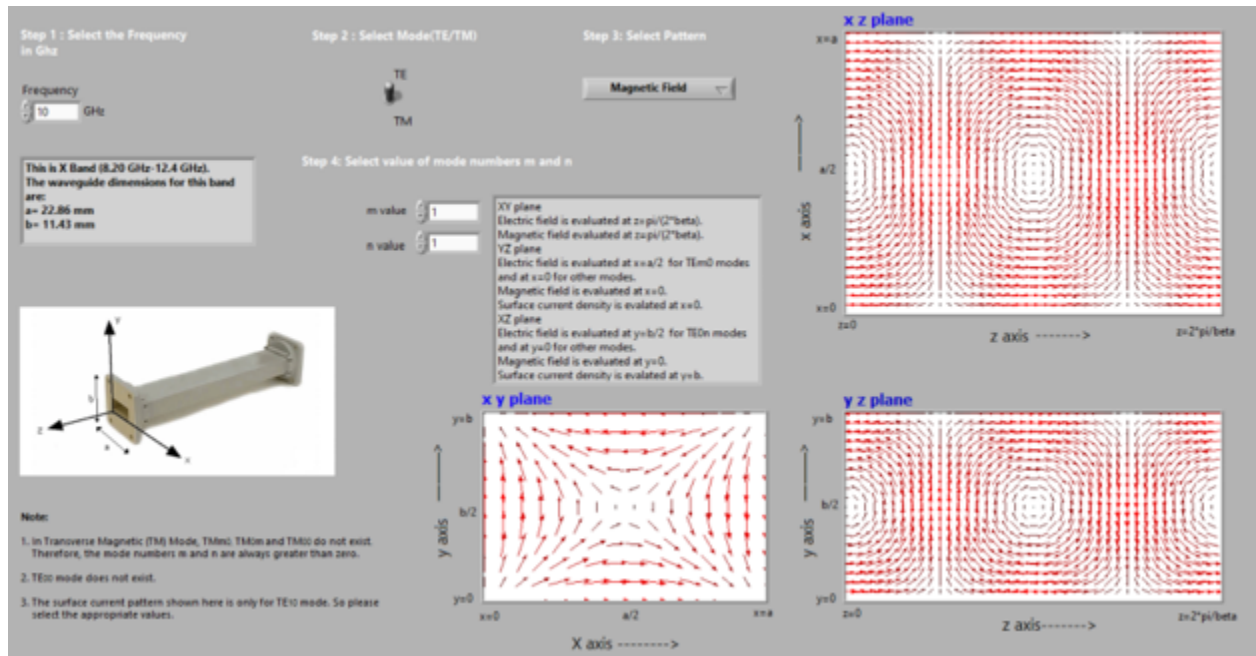 Step 1 : Select the Frequency
in Ghz
Frequency
10 GHz
This is X Band (8.20 GHz-12.4 GHz).
The waveguide dimensions for this band
are:
a= 22.86 mm
b= 11.43 mm
Step 2 : Select Mode(TE/TM)
TE
TM
Step 3: Select Pattern
Magnetic Field
Step 4: Select value of mode numbers m and n
m value 1
n value 1
XY plane
Electric field is evaluated at z=pi/(2*beta).
Magnetic field evaluated at z=pi/(2*beta).
YZ plane
Electric field is evaluated at x=a/2 for TEm0 modes
and at x=0 for other modes.
Magnetic field is evaluated at x=0.
Surface current density is evalated at x=0.
XZ plane
Electric field is evaluated at y=b/2 for TE0n modes
and at y=0 for other modes.
Magnetic field is evaluated at y=0.
Surface current density is evalated at y=b.
y
b
z
a
x
Note:
1. In Transverse Magnetic (TM) Mode, TMm0, TM0m and TM00 do not exist.
Therefore, the mode numbers m and n are always greater than zero.
2. TE00 mode does not exist.
3. The surface current pattern shown here is only for TE10 mode. So please
select the appropriate values.
x z plane
x=a
a/2
x axis ------->
x=0
z=0
z axis ------->
z=2*pi/beta
x y plane
y=b
b/2
y axis ------->
y=0
x=0
a/2
x=a
X axis -------->
y z plane
y=b
b/2
y axis ------->
y=0
z=0
z axis------->
z=2*pi/beta